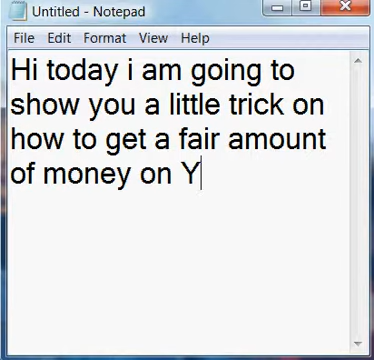 Untitled - Notepad
File Edit Format View Help
Hi today i am going to
show you a little trick on
how to get a fair amount
of money on Y